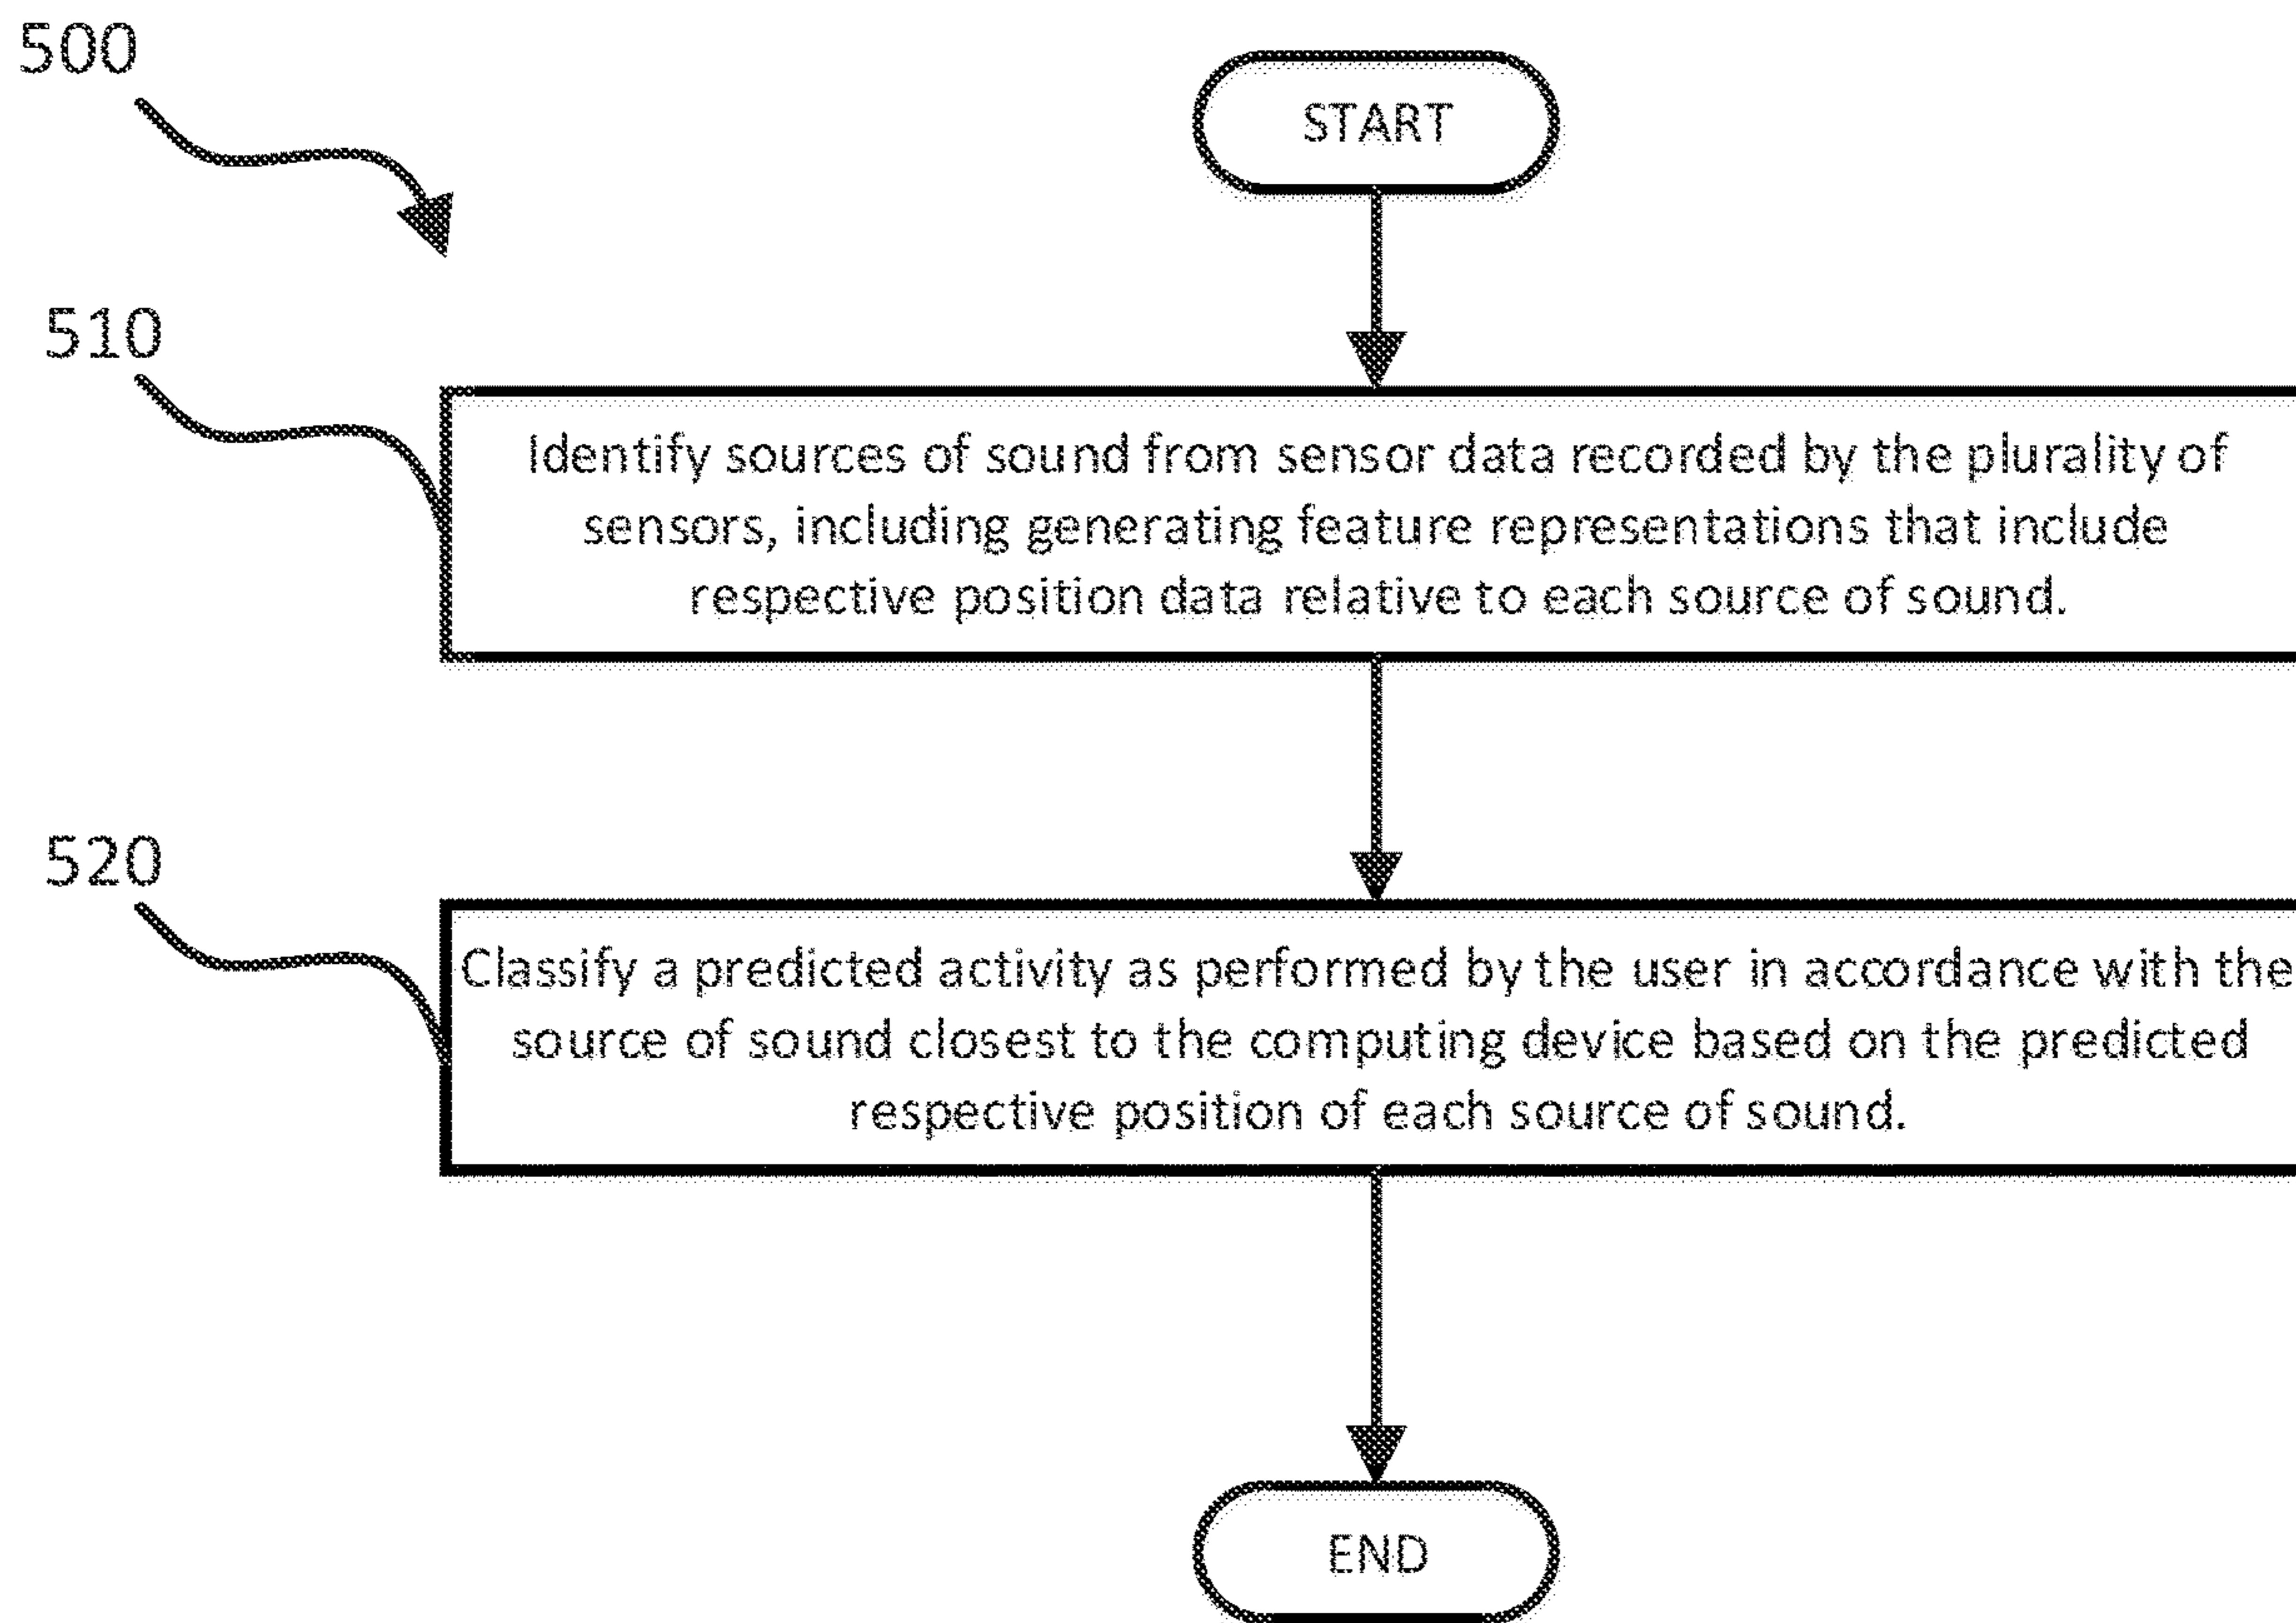 500
START
510
Identify sources of sound from sensor data recorded by the plurality of
sensors, including generating feature representations that include
respective position data relative to each source of sound.
520
Classify a predicted activity as performed by the user in accordance with the
source of sound closest to the computing device based on the predicted
respective position of each source of sound.
END